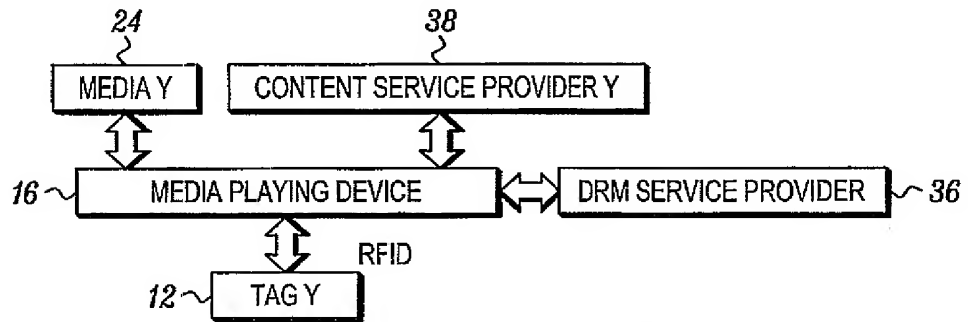 24
38
MEDIA Y
CONTENT SERVICE PROVIDER Y
16
MEDIA PLAYING DEVICE
DRM SERVICE PROVIDER
36
RFID
12
TAG Y